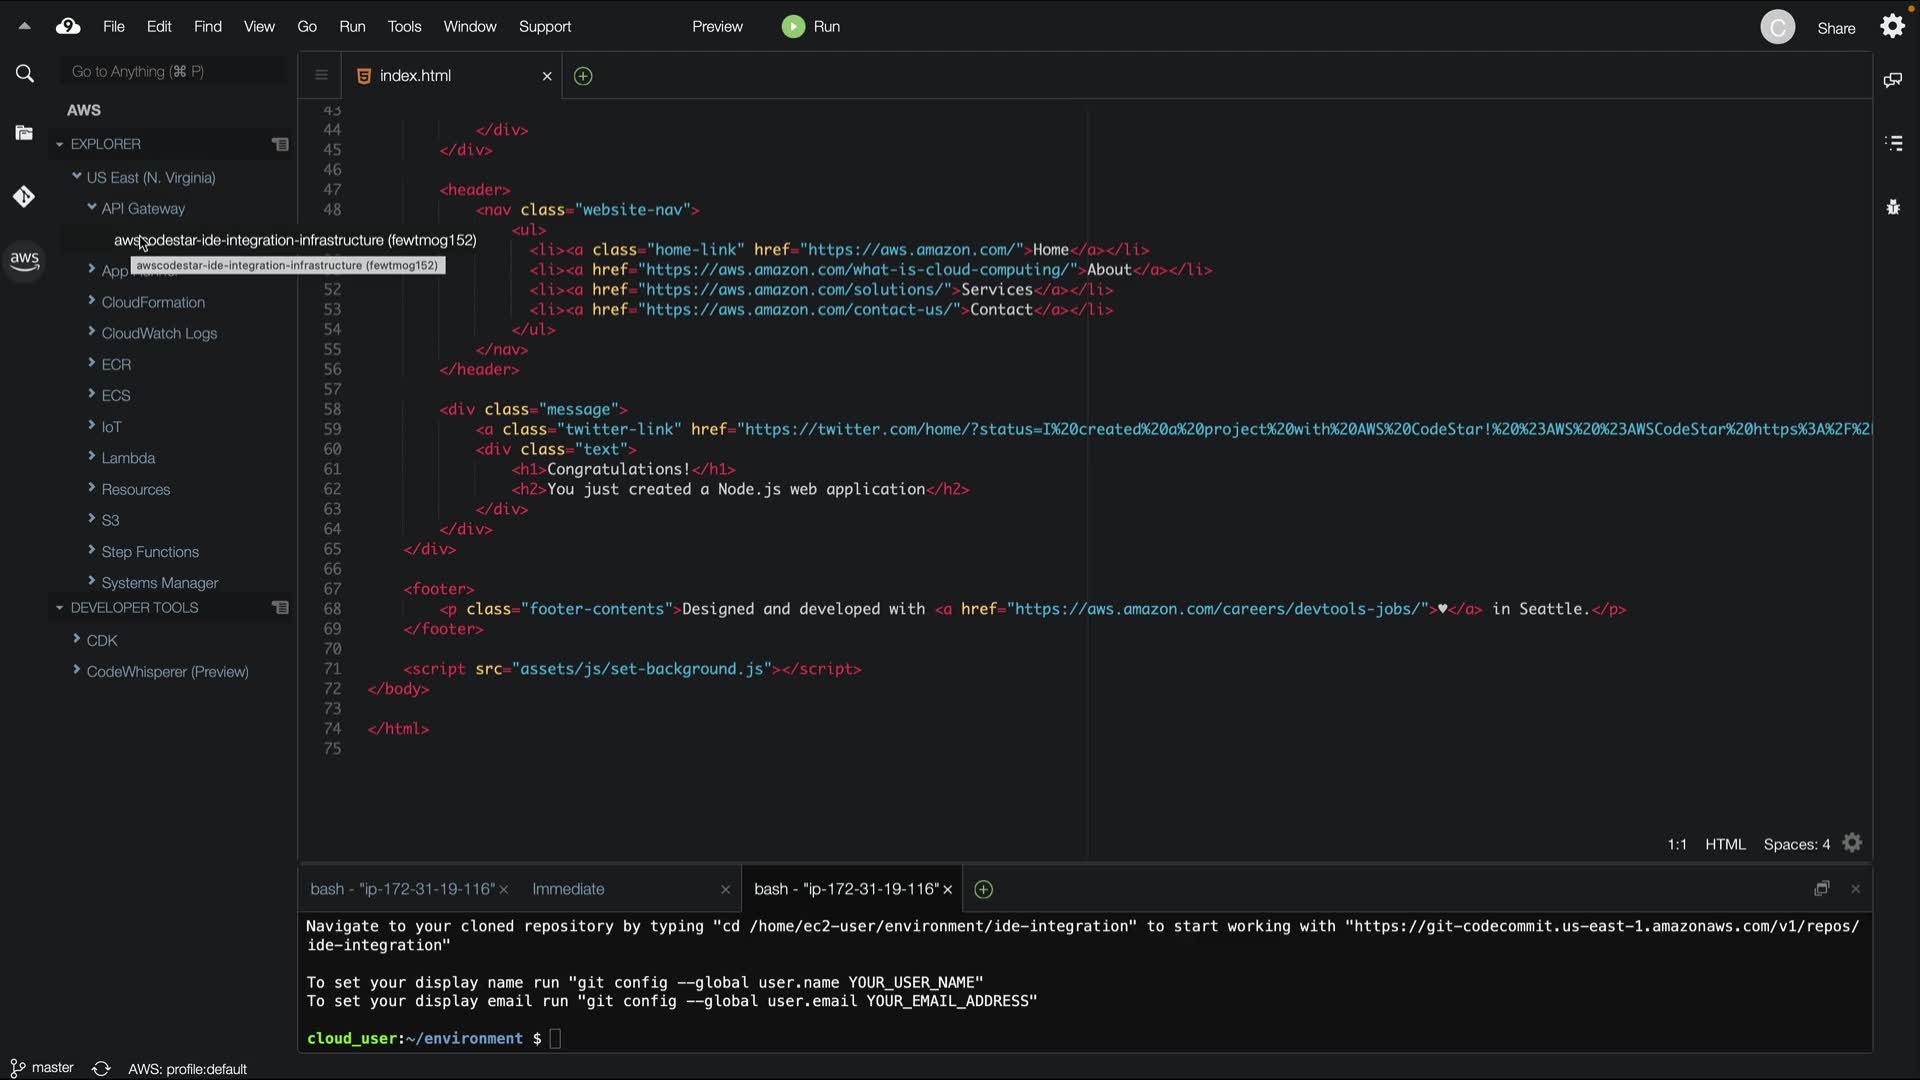 File Edit Find View Go Run Tools Window Support Preview Run C Share
Go to Anything (⌘ P)
index.html
AWS
EXPLORER
US East (N. Virginia)
API Gateway
awscodestar-ide-integration-infrastructure (fewtmog152)
awscodestar-ide-integration-infrastructure (fewtmog152)
App
CloudFormation
CloudWatch Logs
ECR
ECS
IoT
Lambda
Resources
S3
Step Functions
Systems Manager
DEVELOPER TOOLS
CDK
CodeWhisperer (Preview)
aws
43
44 </div>
45 </div>
46
47 <header>
48 <nav class="website-nav">
<ul>
<li><a class="home-link" href="https://aws.amazon.com/">Home</a></li>
<li><a href="https://aws.amazon.com/what-is-cloud-computing/">About</a></li>
52 <li><a href="https://aws.amazon.com/solutions/">Services</a></li>
53 <li><a href="https://aws.amazon.com/contact-us/">Contact</a></li>
54 </ul>
55 </nav>
56 </header>
57
58 <div class="message">
59 <a class="twitter-link" href="https://twitter.com/home/?status=I%20created%20a%20project%20with%20AWS%20CodeStar!%20%23AWS%20%23AWSCodeStar%20https%3A%2F%2
60 <div class="text">
61 <h1>Congratulations!</h1>
62 <h2>You just created a Node.js web application</h2>
63 </div>
64 </div>
65 </div>
66
67 <footer>
68 <p class="footer-contents">Designed and developed with <a href="https://aws.amazon.com/careers/devtools-jobs/">♥</a> in Seattle.</p>
69 </footer>
70
71 <script src="assets/js/set-background.js"></script>
72 </body>
73
74 </html>
75
1:1 HTML Spaces: 4
bash - "ip-172-31-19-116" Immediate bash - "ip-172-31-19-116"
Navigate to your cloned repository by typing "cd /home/ec2-user/environment/ide-integration" to start working with "https://git-codecommit.us-east-1.amazonaws.com/v1/repos/
ide-integration"
To set your display name run "git config --global user.name YOUR_USER_NAME"
To set your display email run "git config --global user.email YOUR_EMAIL_ADDRESS"
cloud_user:~/environment $
master AWS: profile:default